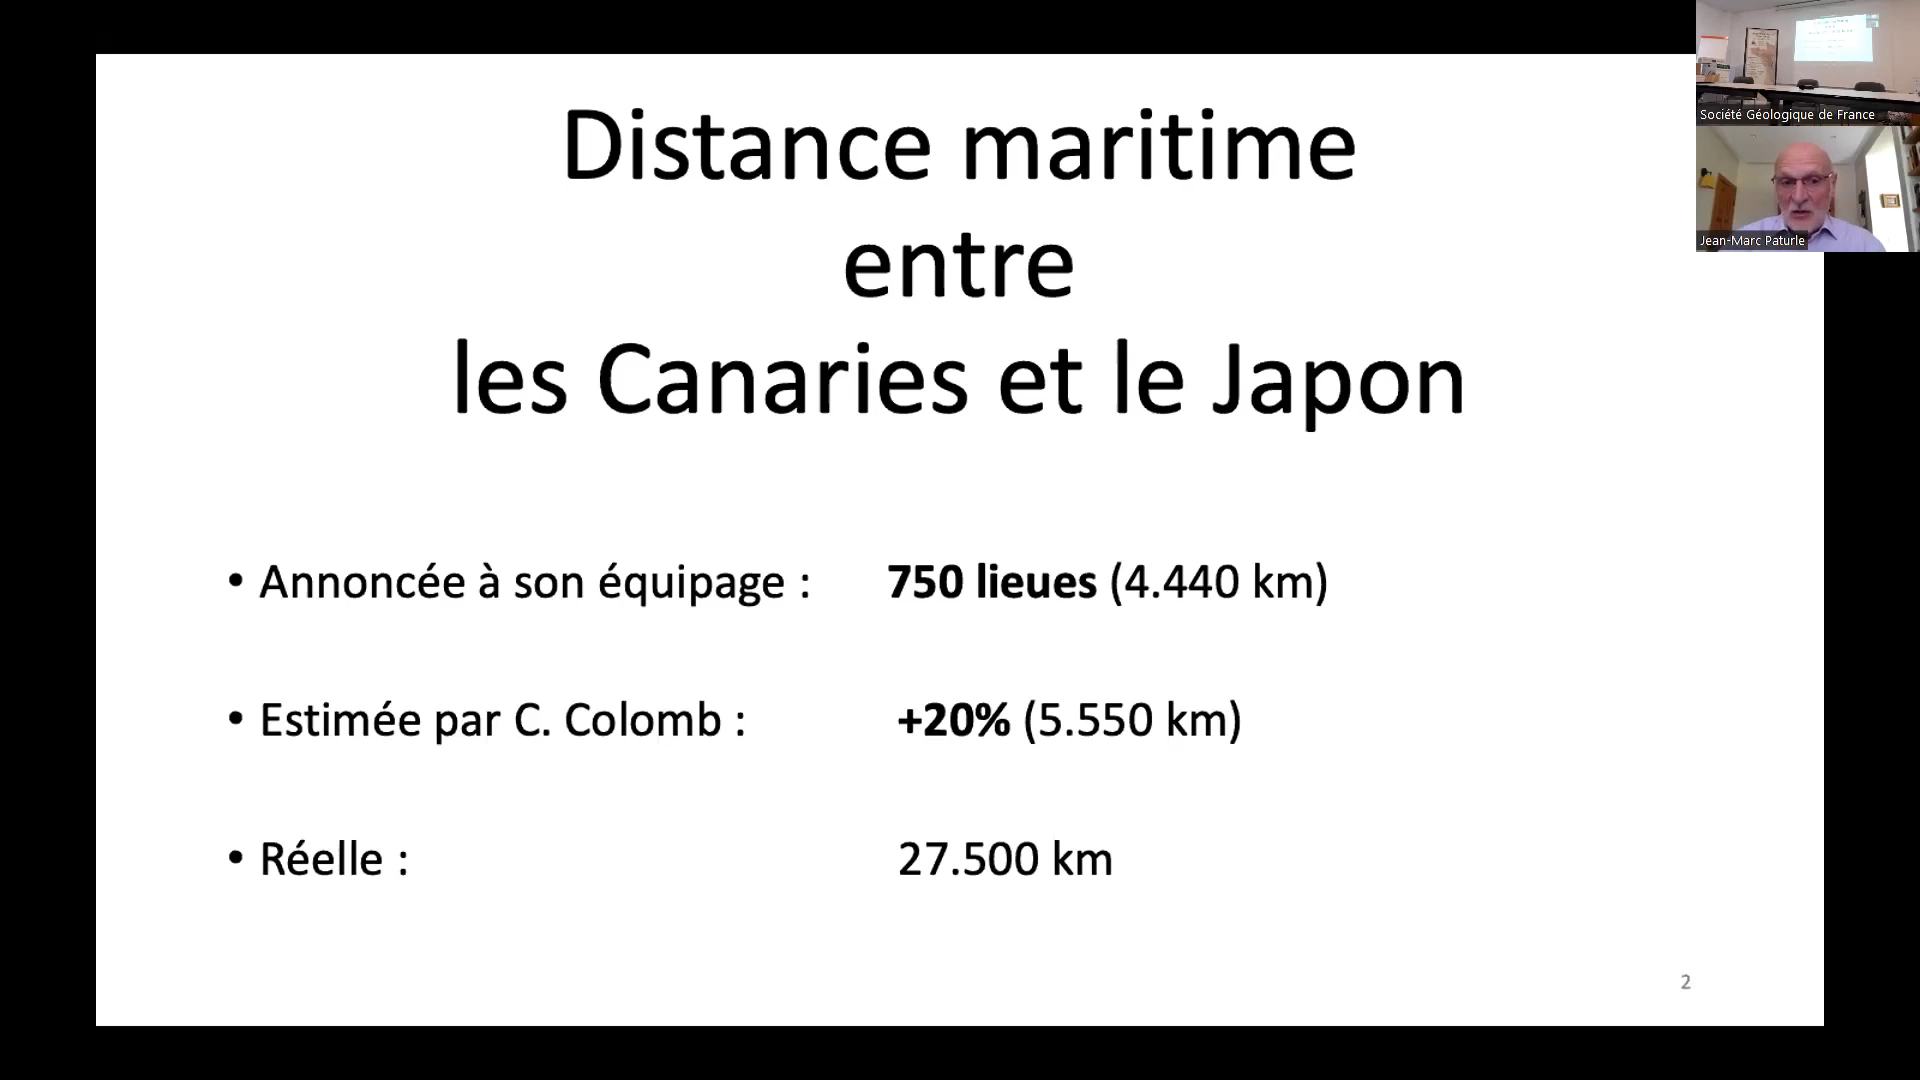 Distance maritime
entre
les Canaries et le Japon
• Annoncée à son équipage : 750 lieues (4.440 km)
• Estimée par C. Colomb : +20% (5.550 km)
• Réelle : 27.500 km
2
Société Géologique de France
Jean-Marc Paturle